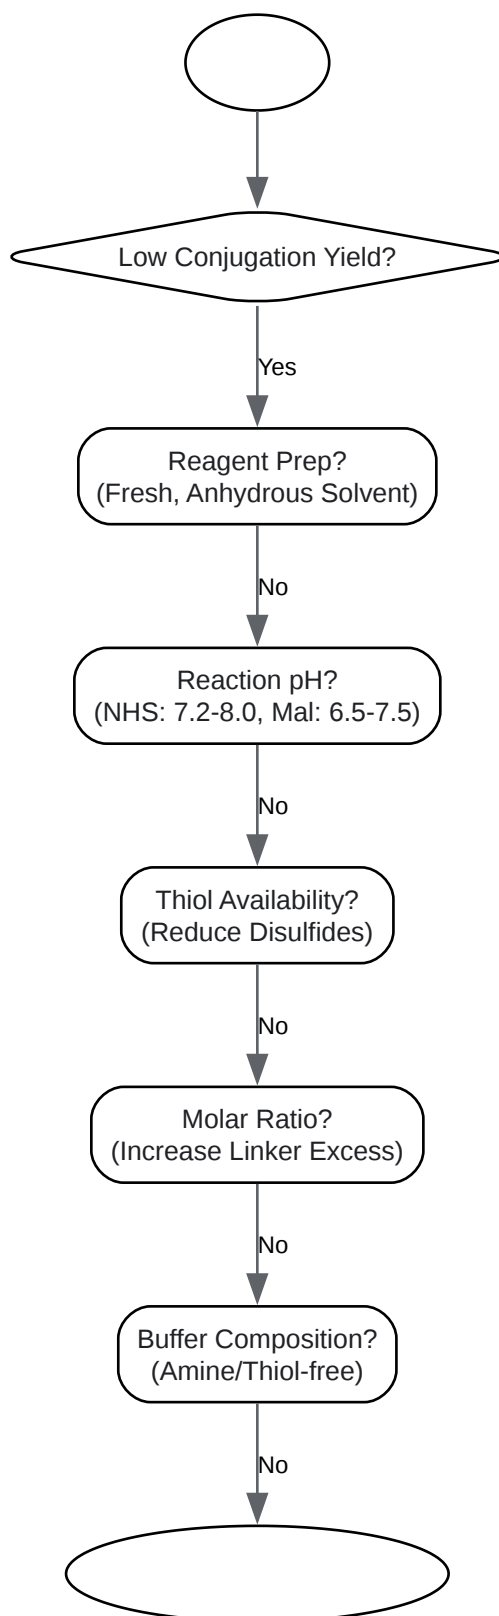 Low Conjugation Yield?
Yes
Reagent Prep?
(Fresh, Anhydrous Solvent)
No
Reaction pH?
(NHS: 7.2-8.0, Mal: 6.5-7.5)
No
Thiol Availability?
(Reduce Disulfides)
No
Molar Ratio?
(Increase Linker Excess)
No
Buffer Composition?
(Amine/Thiol-free)
No